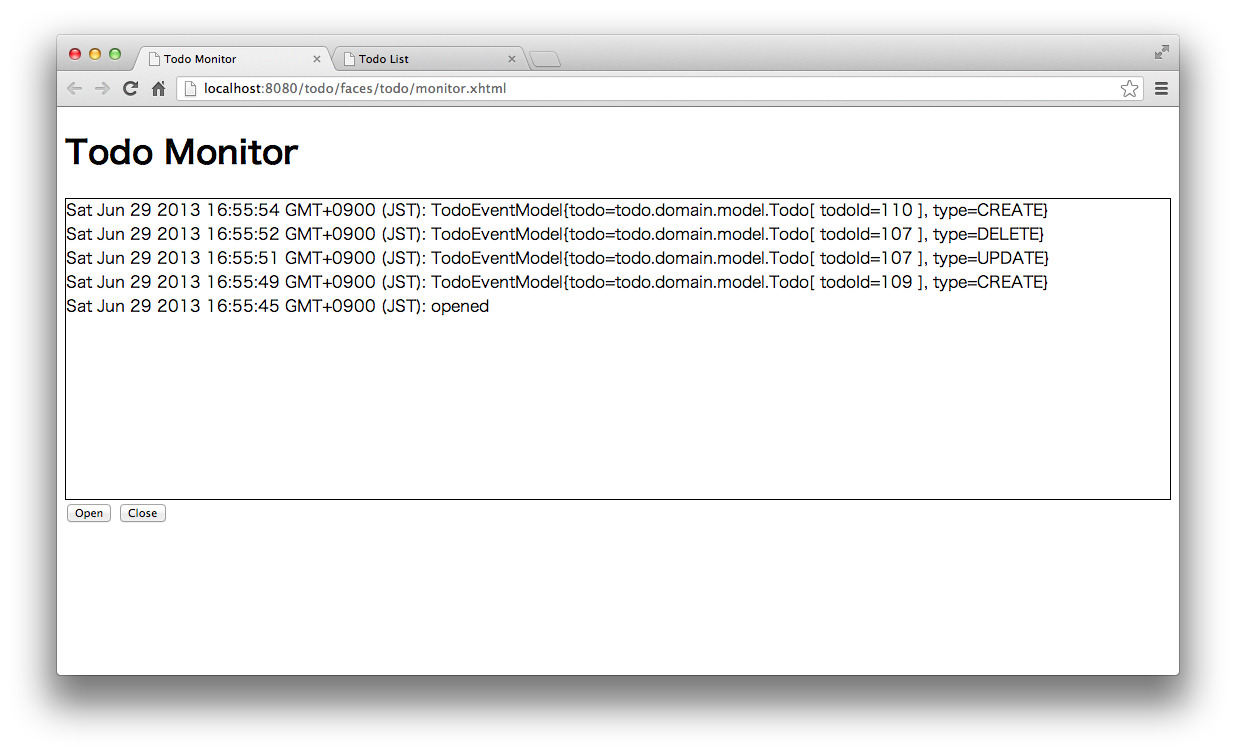 Todo Monitor
Todo List
localhost:8080/todo/faces/todo/monitor.xhtml
Todo Monitor
Sat Jun 29 2013 16:55:54 GMT+0900 (JST): TodoEventModel{todo=todo.domain.model.Todo[ todoId=110 ], type=CREATE}
Sat Jun 29 2013 16:55:52 GMT+0900 (JST): TodoEventModel{todo=todo.domain.model.Todo[ todoId=107 ], type=DELETE}
Sat Jun 29 2013 16:55:51 GMT+0900 (JST): TodoEventModel{todo=todo.domain.model.Todo[ todoId=107 ], type=UPDATE}
Sat Jun 29 2013 16:55:49 GMT+0900 (JST): TodoEventModel{todo=todo.domain.model.Todo[ todoId=109 ], type=CREATE}
Sat Jun 29 2013 16:55:45 GMT+0900 (JST): opened
Open Close